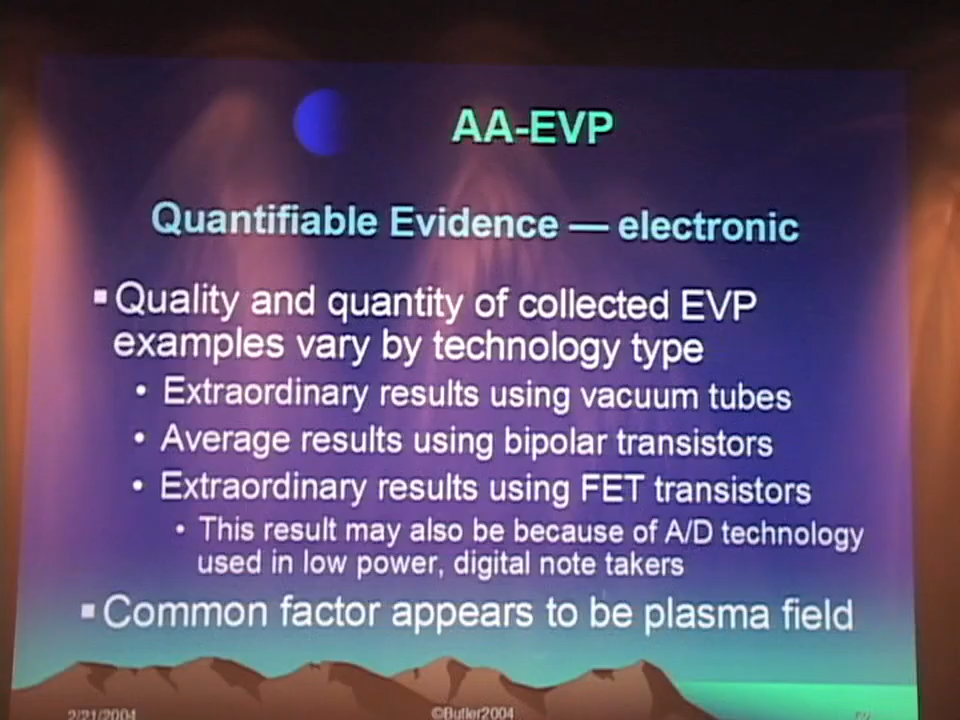 AA-EVP
Quantifiable Evidence — electronic
▪ Quality and quantity of collected EVP
examples vary by technology type
• Extraordinary results using vacuum tubes
• Average results using bipolar transistors
• Extraordinary results using FET transistors
• This result may also be because of A/D technology
used in low power, digital note takers
▪ Common factor appears to be plasma field
2/21/2004 ©Butler2004